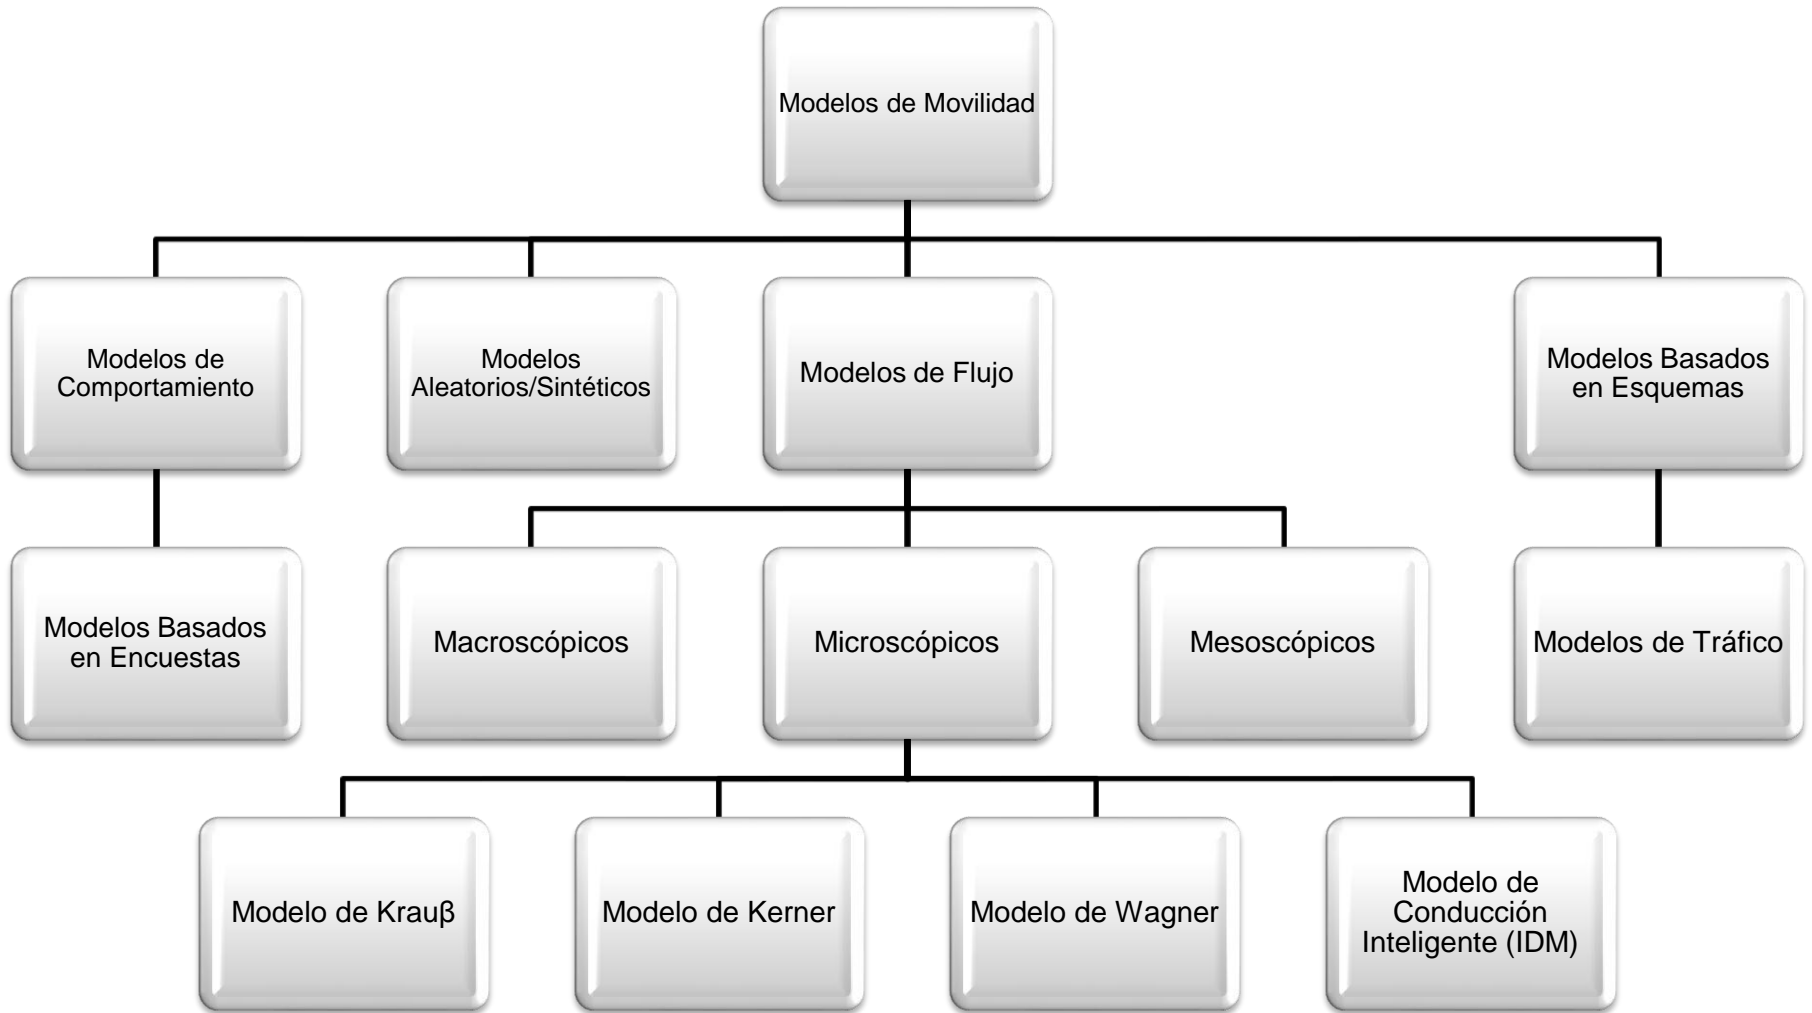 Modelos de Movilidad
Modelos de
Comportamiento
Modelos
Aleatorios/Sintéticos
Modelos de Flujo
Modelos Basados
en Esquemas
Modelos Basados
en Encuestas
Macroscópicos
Microscópicos
Mesoscópicos
Modelos de Tráfico
Modelo de Krauβ
Modelo de Kerner
Modelo de Wagner
Modelo de
Conducción
Inteligente (IDM)